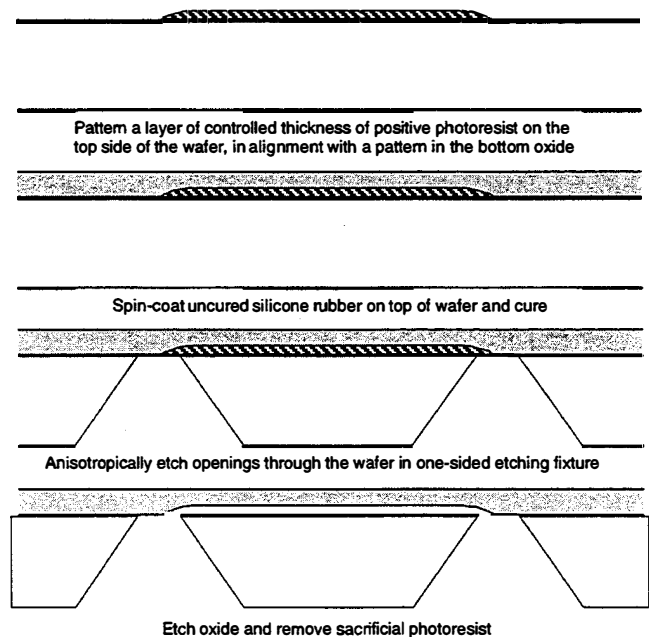 Pattern a layer of controlled thickness of positive photoresist on the
top side of the wafer, in alignment with a pattern in the bottom oxide
Spin-coat uncured silicone rubber on top of wafer and cure
Anisotropically etch openings through the wafer in one-sided etching fixture
Etch oxide and remove sacrificial photoresist